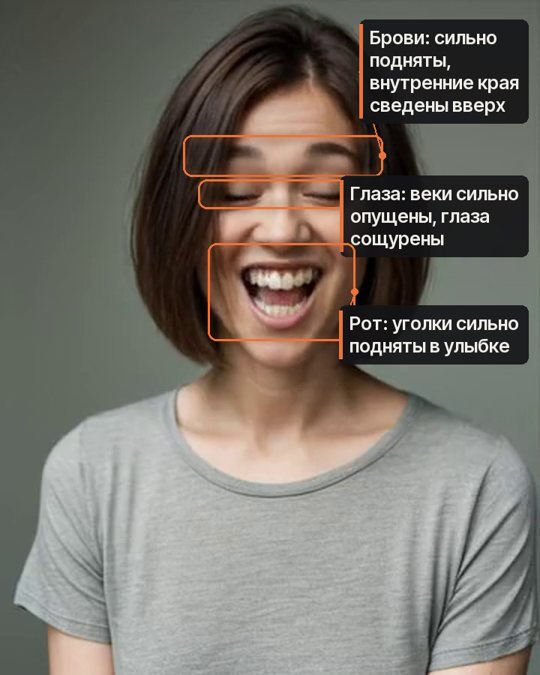 Брови: сильно
подняты,
внутренние края
сведены вверх
Глаза: веки сильно
опущены, глаза
сощурены
Рот: уголки сильно
подняты в улыбке